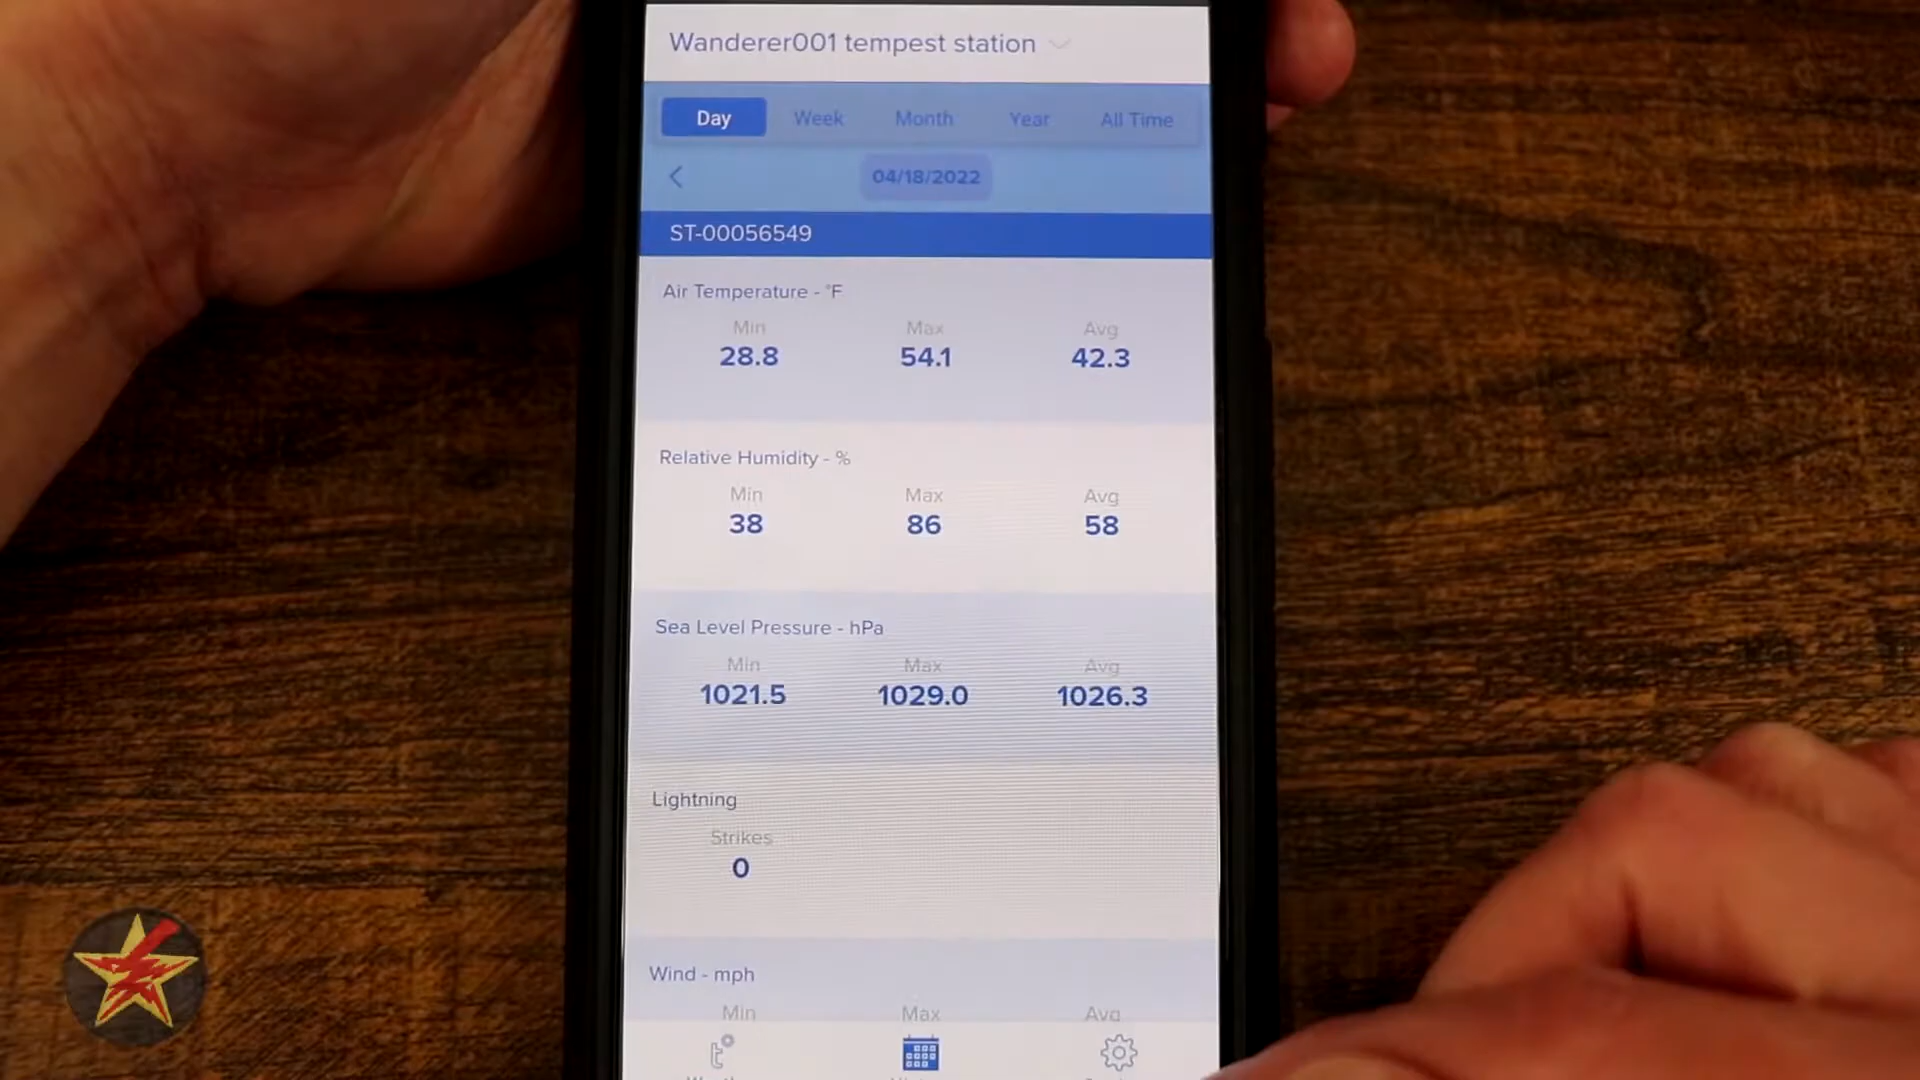 Wanderer001 tempest station
Day Week Month Year All Time
04/18/2022
ST-00056549
Air Temperature - °F
Min Max Avg
28.8 54.1 42.3
Relative Humidity - %
Min Max Avg
38 86 58
Sea Level Pressure - hPa
Min Max Avg
1021.5 1029.0 1026.3
Lightning
Strikes
0
Wind - mph
Min Max Avg